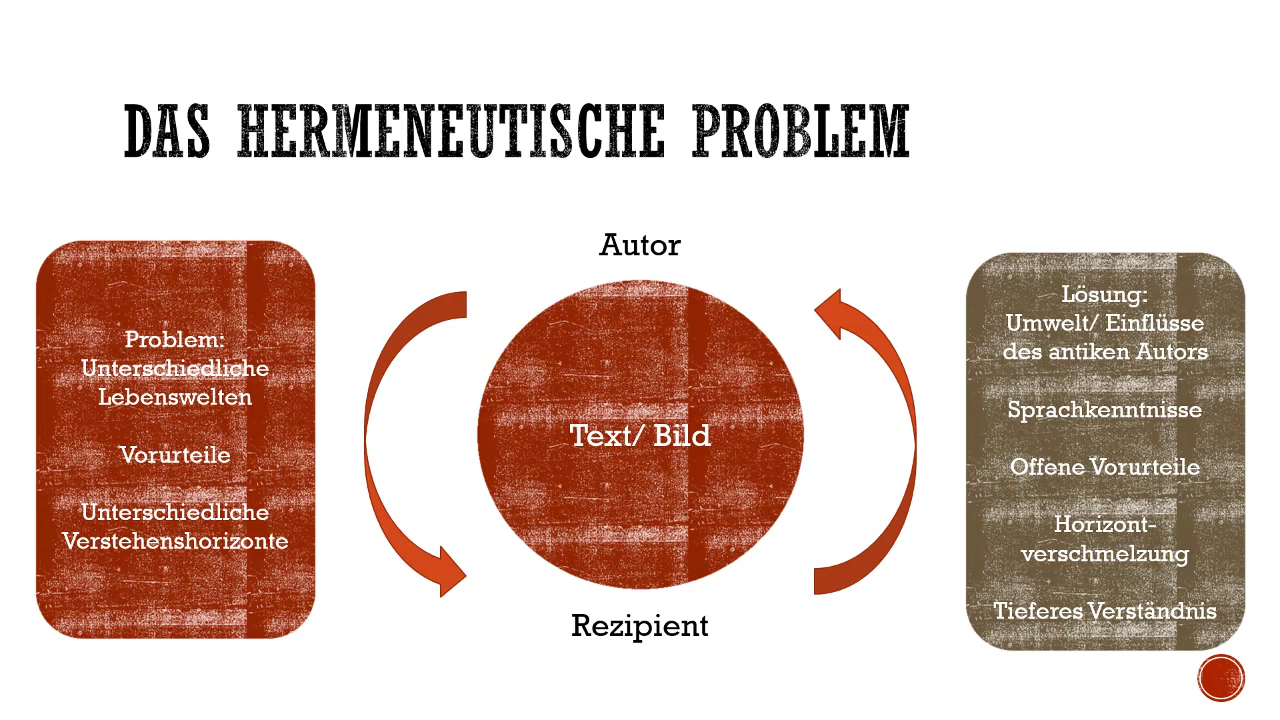 DAS HERMENEUTISCHE PROBLEM
Problem:
Unterschiedliche
Lebenswelten
Vorurteile
Unterschiedliche
Verstehenshorizonte
Autor
Text/ Bild
Rezipient
Lösung:
Umwelt/ Einflüsse
des antiken Autors
Sprachkenntnisse
Offene Vorurteile
Horizont-
verschmelzung
Tieferes Verständnis